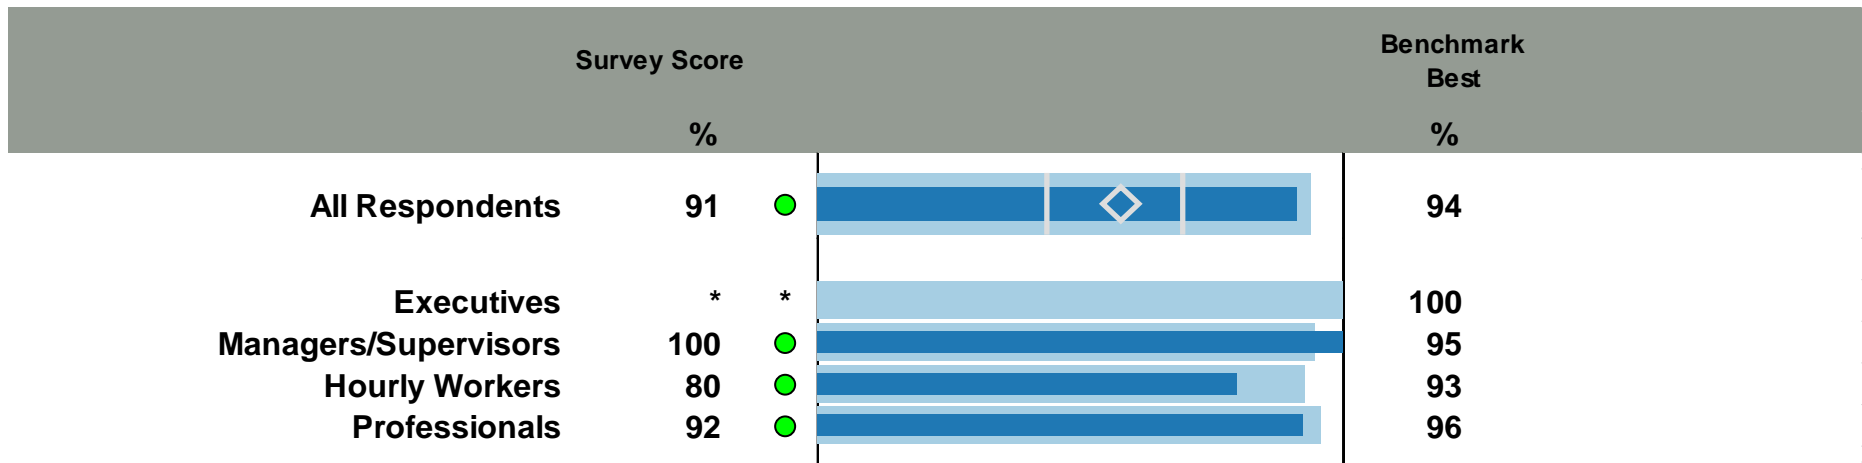 Survey Score
Benchmark
Best
%
%
All Respondents 91 94
Executives * * 100
Managers/Supervisors 100 95
Hourly Workers 80 93
Professionals 92 96